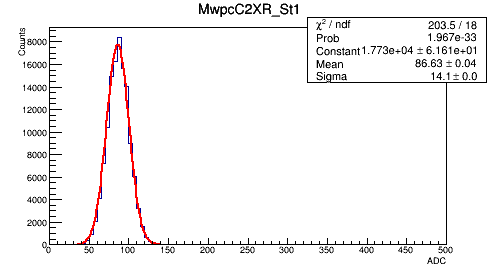 MwpcC2XR_St1
χ² / ndf 203.5 / 18
Prob 1.967e-33
Constant 1.773e+04 ± 6.161e+01
Mean 86.63 ± 0.04
Sigma 14.1 ± 0.0
Counts
18000
16000
14000
12000
10000
8000
6000
4000
2000
0
0 50 100 150 200 250 300 350 400 450 500
ADC